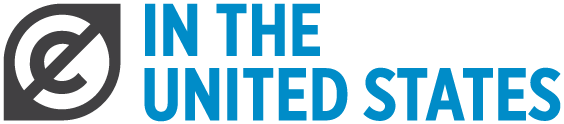 IN THE
UNITED STATES